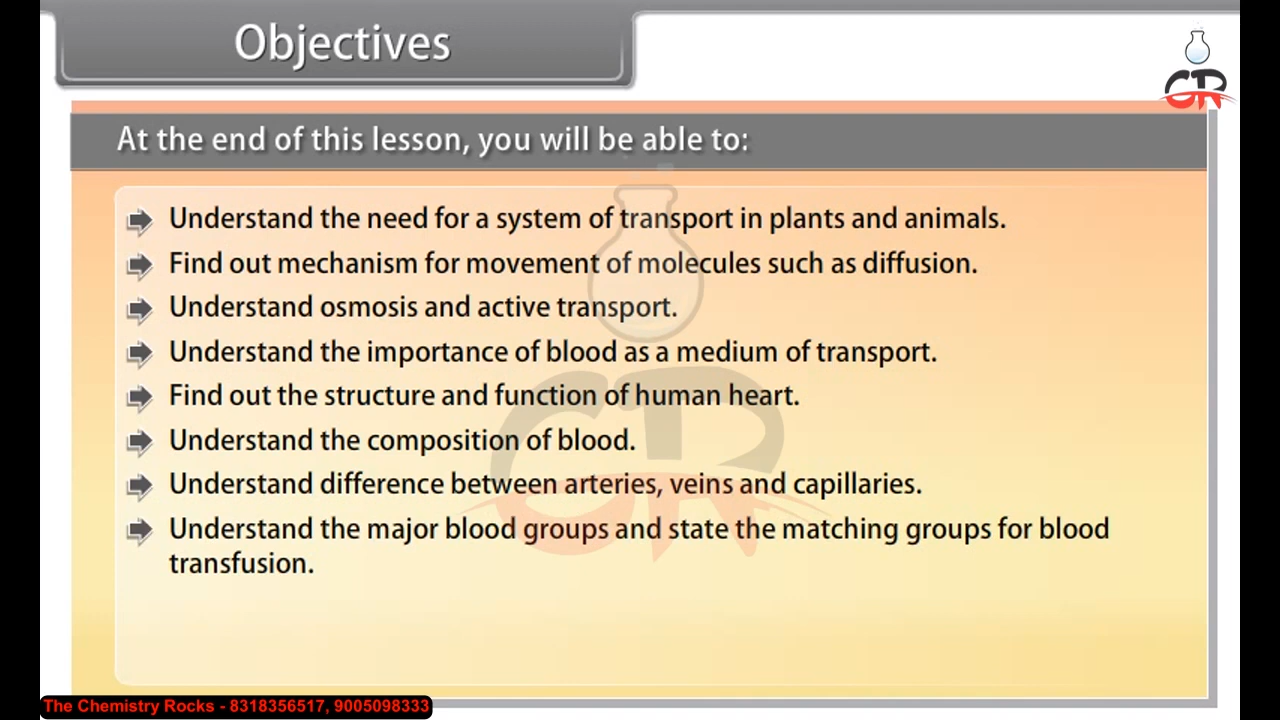 Objectives
CR
At the end of this lesson, you will be able to:
Understand the need for a system of transport in plants and animals.
Find out mechanism for movement of molecules such as diffusion.
Understand osmosis and active transport.
Understand the importance of blood as a medium of transport.
Find out the structure and function of human heart.
Understand the composition of blood.
Understand difference between arteries, veins and capillaries.
Understand the major blood groups and state the matching groups for blood
transfusion.
CR
The Chemistry Rocks - 8318356517, 9005098333